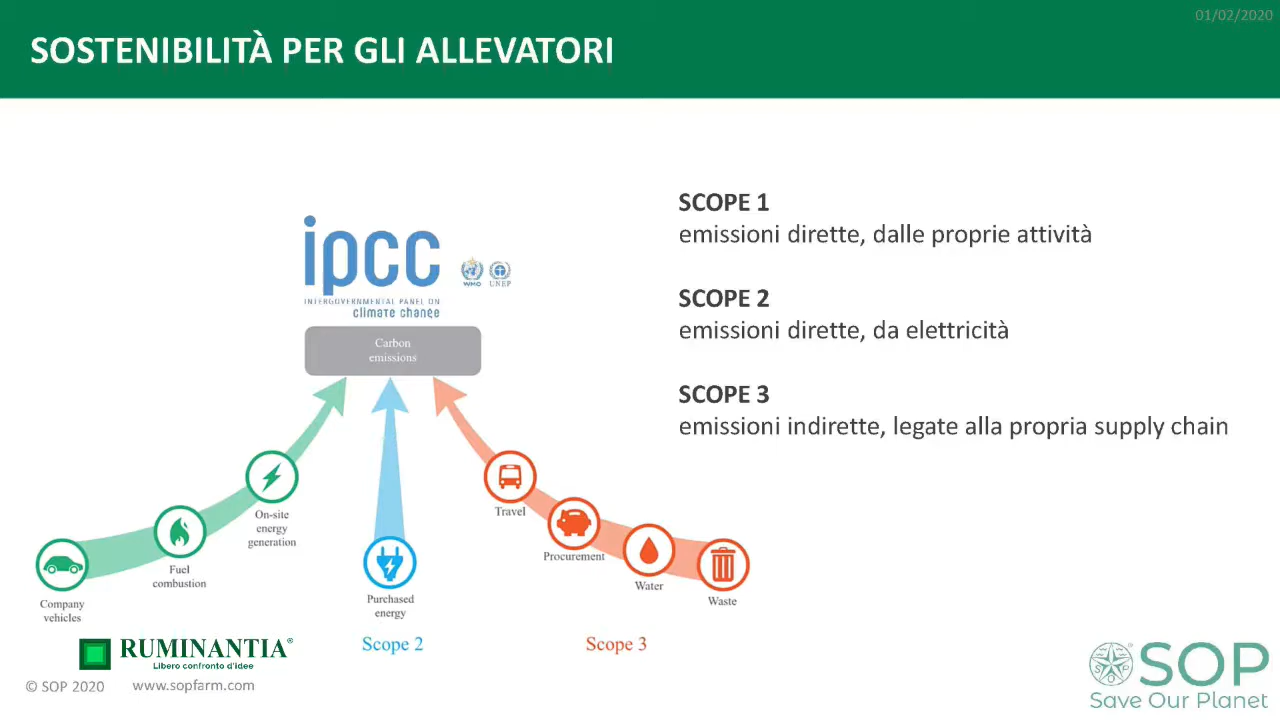 01/02/2020
SOSTENIBILITÀ PER GLI ALLEVATORI
SCOPE 1
emissioni dirette, dalle proprie attività
SCOPE 2
emissioni dirette, da elettricità
SCOPE 3
emissioni indirette, legate alla propria supply chain
ipcc
INTERGOVERNMENTAL PANEL ON
climate change
WMO
UNEP
Carbon
emissions
On-site
energy
generation
Fuel
combustion
Company
vehicles
Purchased
energy
Travel
Procurement
Water
Waste
Scope 2
Scope 3
RUMINANTIA®
Libero confronto d'idee
© SOP 2020
www.sopfarm.com
SOP
SOP
Save Our Planet